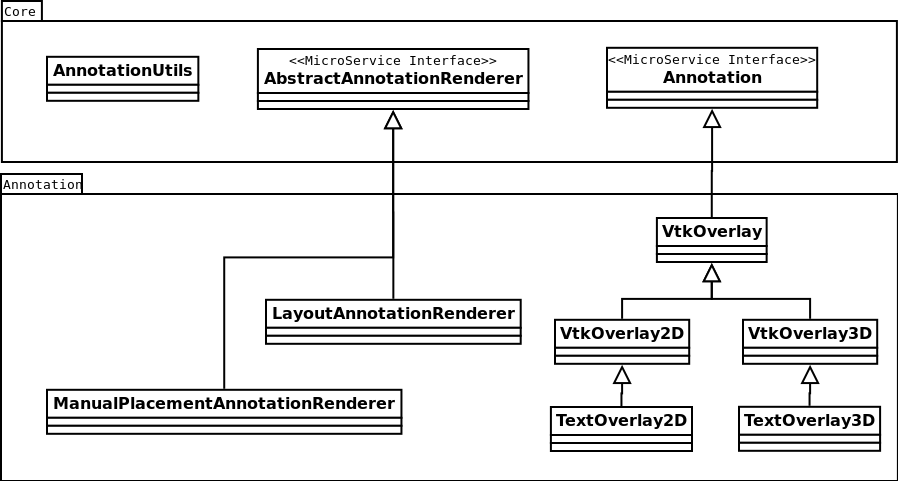 Core
AnnotationUtils
<<MicroService Interface>>
AbstractAnnotationRenderer
<<MicroService Interface>>
Annotation
Annotation
VtkOverlay
LayoutAnnotationRenderer
VtkOverlay2D
VtkOverlay3D
ManualPlacementAnnotationRenderer
TextOverlay2D
TextOverlay3D